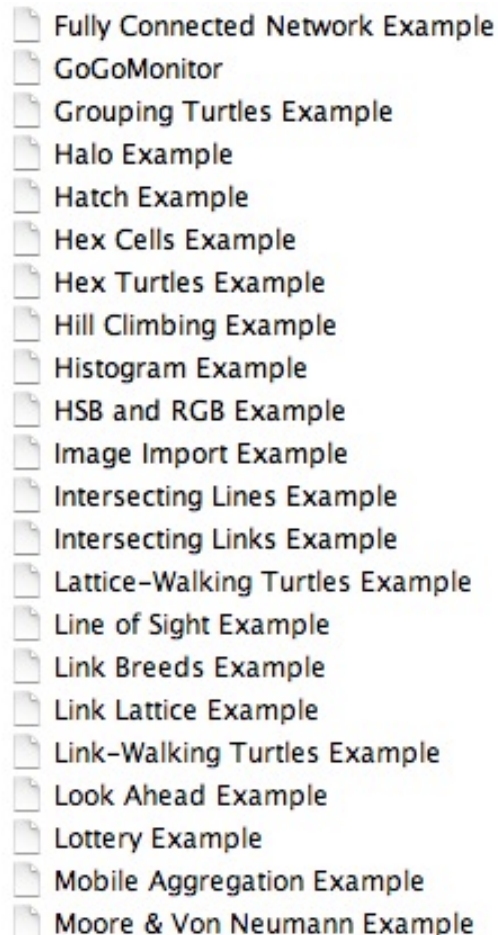 Fully Connected Network Example
GoGoMonitor
Grouping Turtles Example
Halo Example
Hatch Example
Hex Cells Example
Hex Turtles Example
Hill Climbing Example
Histogram Example
HSB and RGB Example
Image Import Example
Intersecting Lines Example
Intersecting Links Example
Lattice-Walking Turtles Example
Line of Sight Example
Link Breeds Example
Link Lattice Example
Link-Walking Turtles Example
Look Ahead Example
Lottery Example
Mobile Aggregation Example
Moore & Von Neumann Example